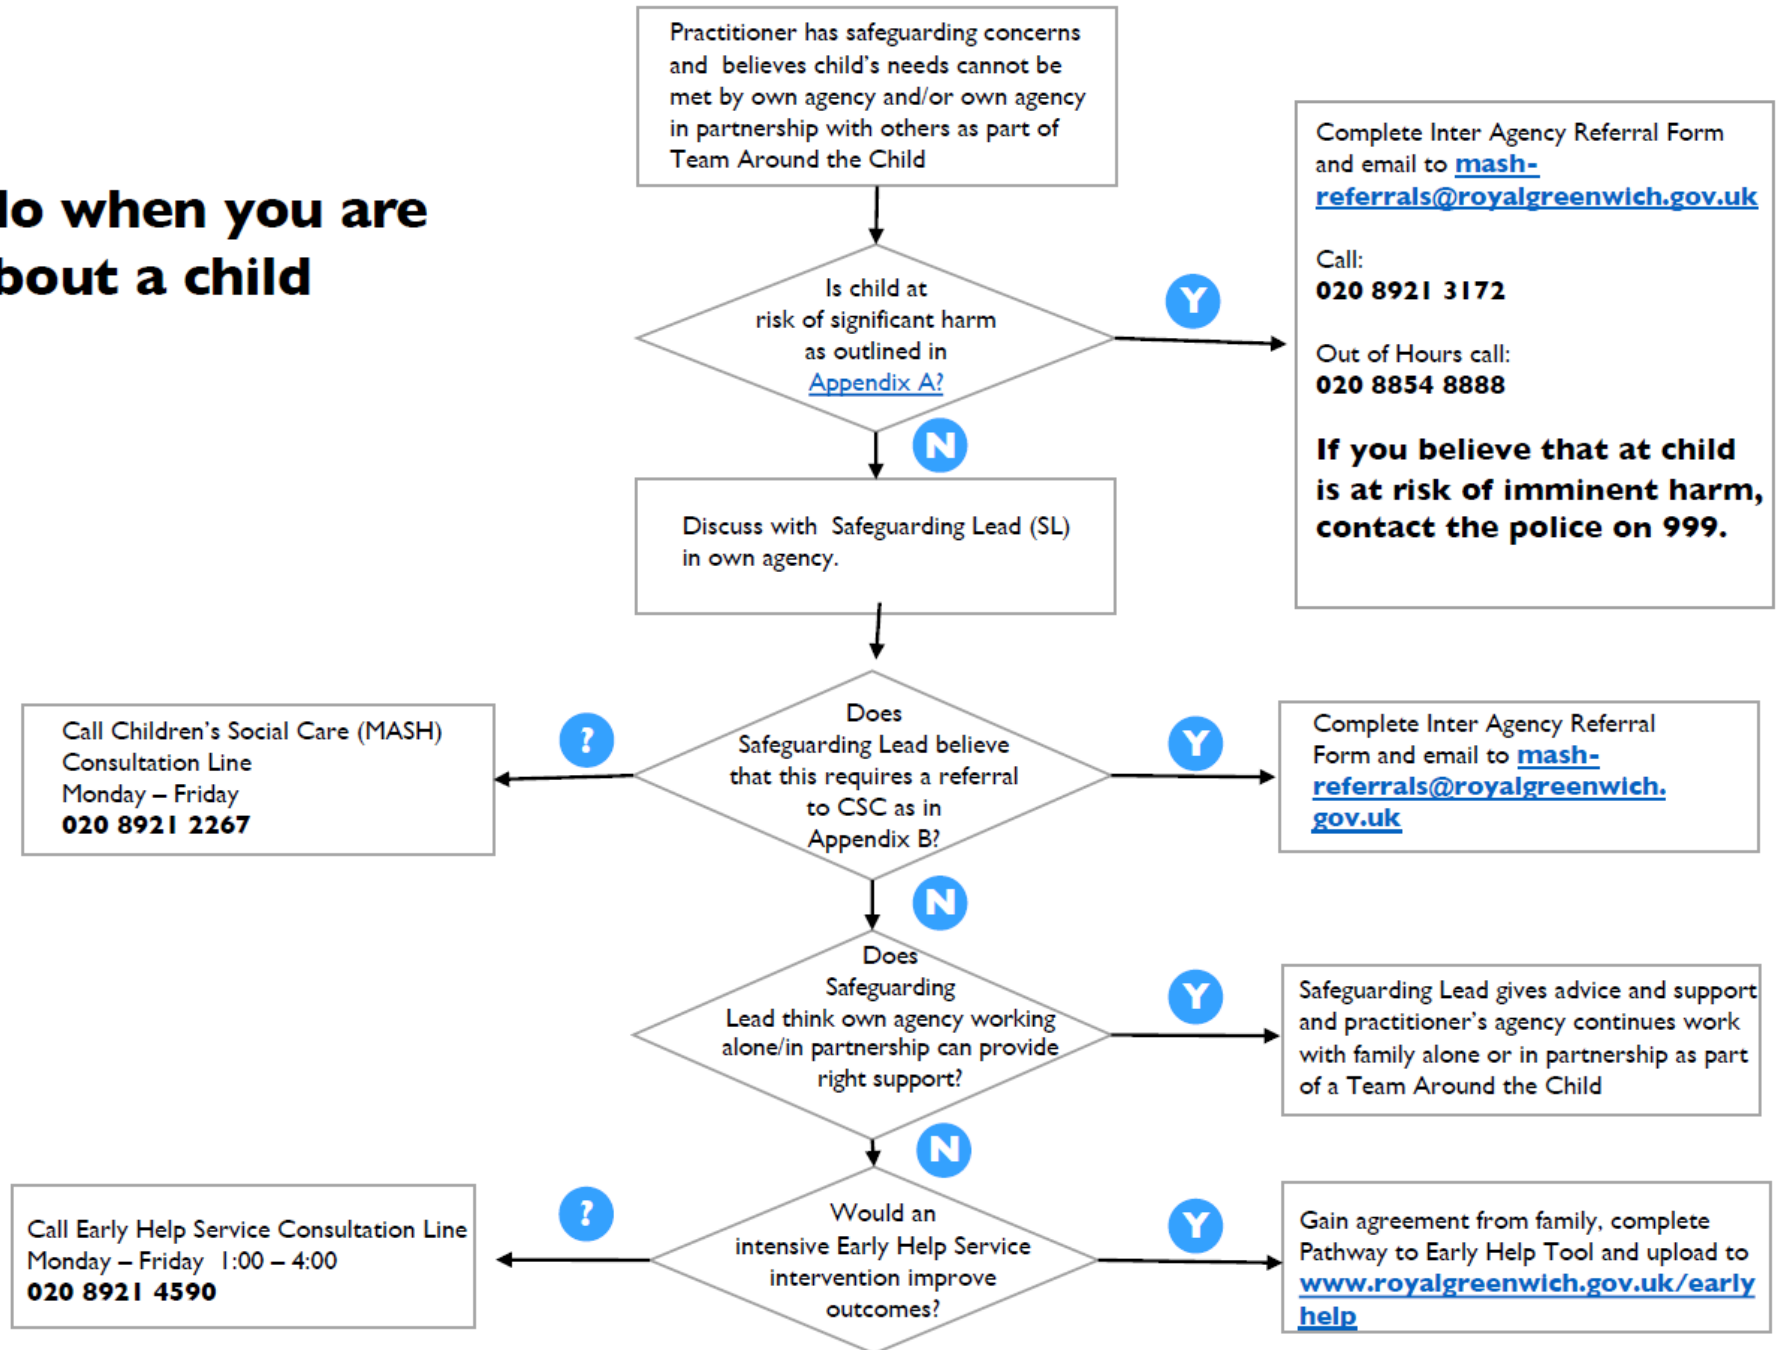 Practitioner has safeguarding concerns
and believes child's needs cannot be
met by own agency and/or own agency
in partnership with others as part of
Team Around the Child
do when you are
bout a child
Is child at
risk of significant harm
as outlined in
Appendix A?
Y
Complete Inter Agency Referral Form
and email to mash-
referrals@royalgreenwich.gov.uk
Call:
020 8921 3172
Out of Hours call:
020 8854 8888
If you believe that at child
is at risk of imminent harm,
contact the police on 999.
N
Discuss with Safeguarding Lead (SL)
in own agency.
Does
Safeguarding Lead believe
that this requires a referral
to CSC as in
Appendix B?
?
Call Children's Social Care (MASH)
Consultation Line
Monday – Friday
020 8921 2267
Y
Complete Inter Agency Referral
Form and email to mash-
referrals@royalgreenwich.
gov.uk
N
Does
Safeguarding
Lead think own agency working
alone/in partnership can provide
right support?
Y
Safeguarding Lead gives advice and support
and practitioner's agency continues work
with family alone or in partnership as part
of a Team Around the Child
N
Would an
intensive Early Help Service
intervention improve
outcomes?
?
Call Early Help Service Consultation Line
Monday – Friday 1:00 – 4:00
020 8921 4590
Y
Gain agreement from family, complete
Pathway to Early Help Tool and upload to
www.royalgreenwich.gov.uk/early
help